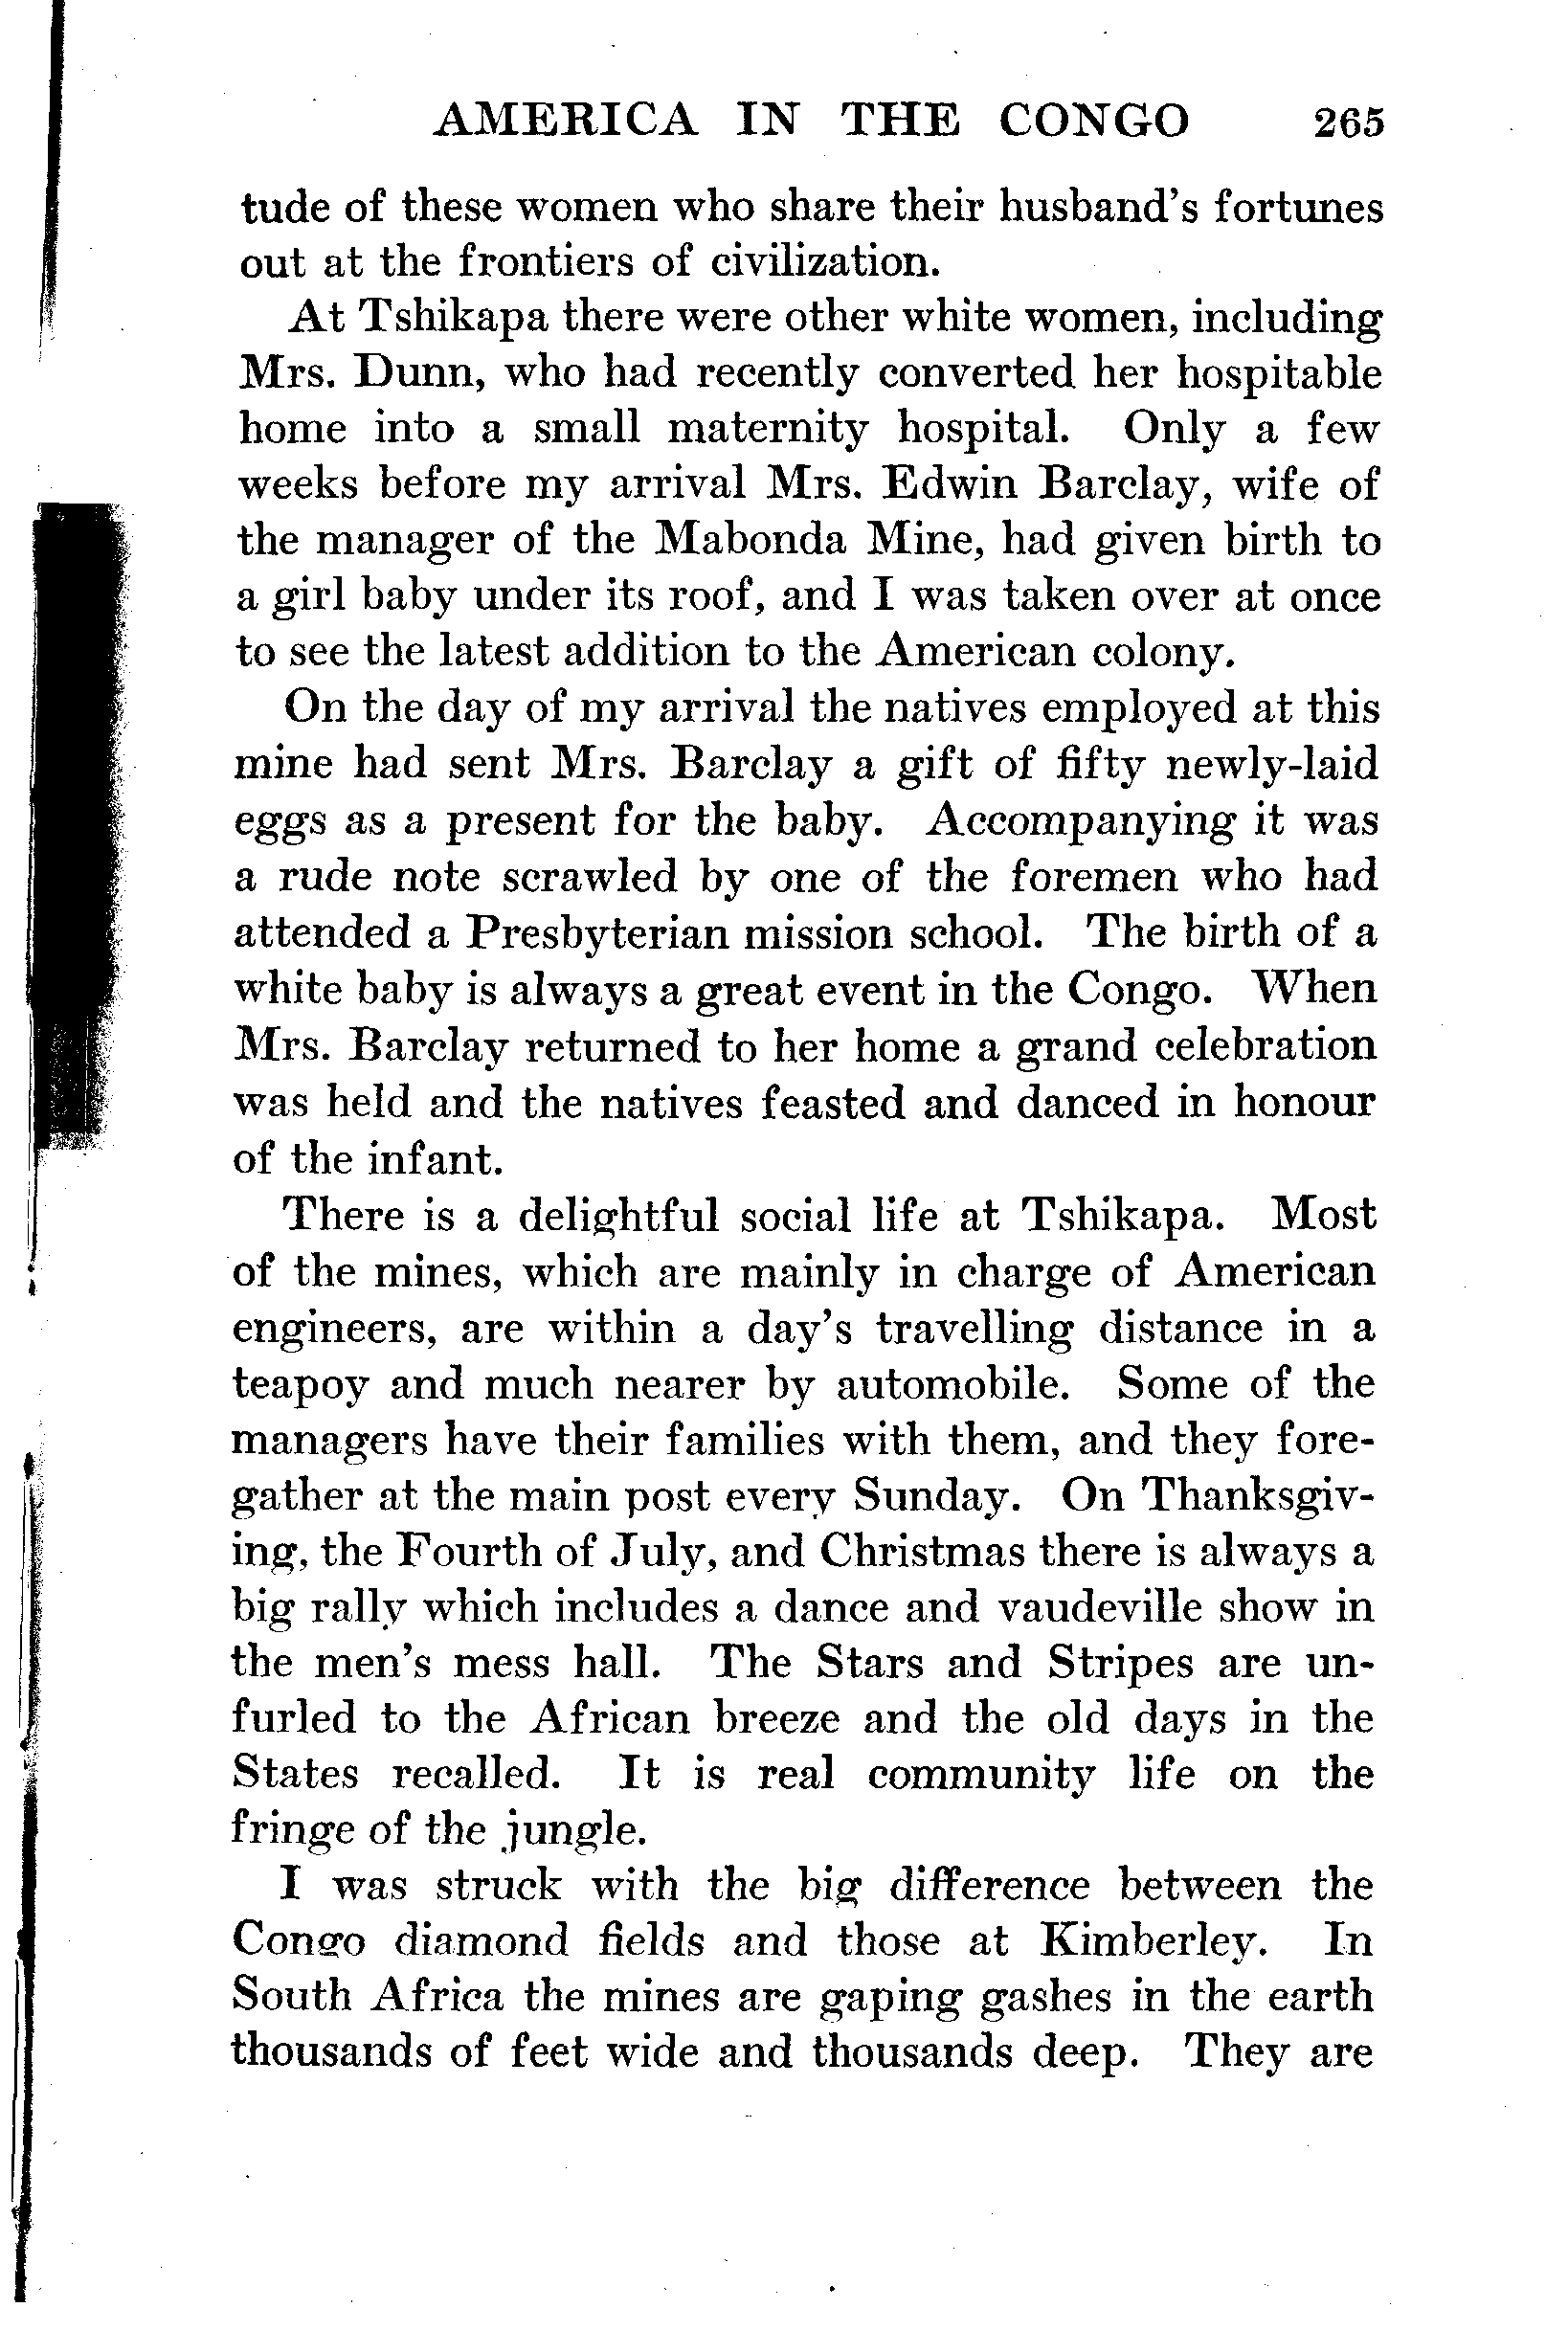 AMERICA IN THE CONGO 265
tude of these women who share their husband's fortunes
out at the frontiers of civilization.
At Tshikapa there were other white women, including
Mrs. Dunn, who had recently converted her hospitable
home into a small maternity hospital. Only a few
weeks before my arrival Mrs. Edwin Barclay, wife of
the manager of the Mabonda Mine, had given birth to
a girl baby under its roof, and I was taken over at once
to see the latest addition to the American colony.
On the day of my arrival the natives employed at this
mine had sent Mrs. Barclay a gift of fifty newly-laid
eggs as a present for the baby. Accompanying it was
a rude note scrawled by one of the foremen who had
attended a Presbyterian mission school. The birth of a
white baby is always a great event in the Congo. When
Mrs. Barclay returned to her home a grand celebration
was held and the natives feasted and danced in honour
of the infant.
There is a delightful social life at Tshikapa. Most
of the mines, which are mainly in charge of American
engineers, are within a day's travelling distance in a
teapoy and much nearer by automobile. Some of the
managers have their families with them, and they fore-
gather at the main post every Sunday. On Thanksgiv-
ing, the Fourth of July, and Christmas there is always a
big rally which includes a dance and vaudeville show in
the men's mess hall. The Stars and Stripes are un-
furled to the African breeze and the old days in the
States recalled. It is real community life on the
fringe of the jungle.
I was struck with the big difference between the
Congo diamond fields and those at Kimberley. In
South Africa the mines are gaping gashes in the earth
thousands of feet wide and thousands deep. They are